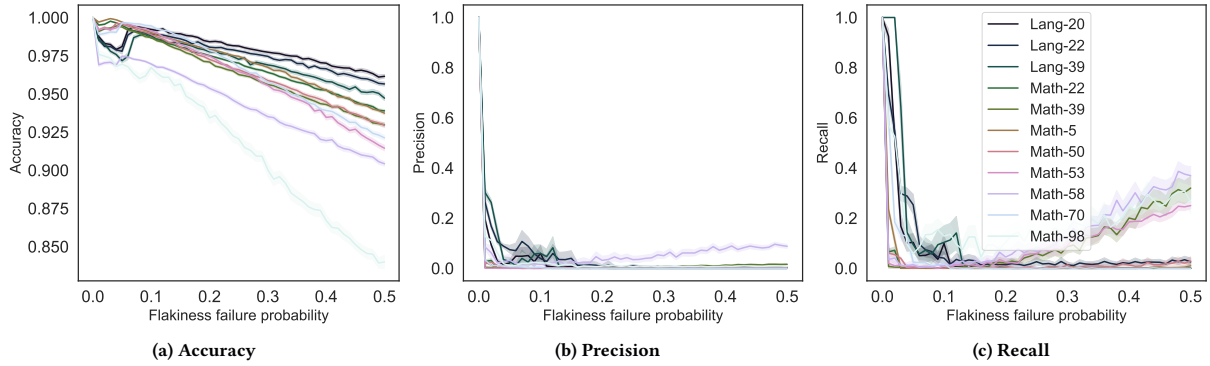 1.000
0.975
0.950
0.925
0.900
0.875
0.850
Accuracy
0.0 0.1 0.2 0.3 0.4 0.5
Flakiness failure probability
(a) Accuracy
1.0
0.8
0.6
0.4
0.2
0.0
Precision
0.0 0.1 0.2 0.3 0.4 0.5
Flakiness failure probability
(b) Precision
1.0
0.8
0.6
0.4
0.2
0.0
Recall
Lang-20
Lang-22
Lang-39
Math-22
Math-39
Math-5
Math-50
Math-53
Math-58
Math-70
Math-98
0.0 0.1 0.2 0.3 0.4 0.5
Flakiness failure probability
(c) Recall